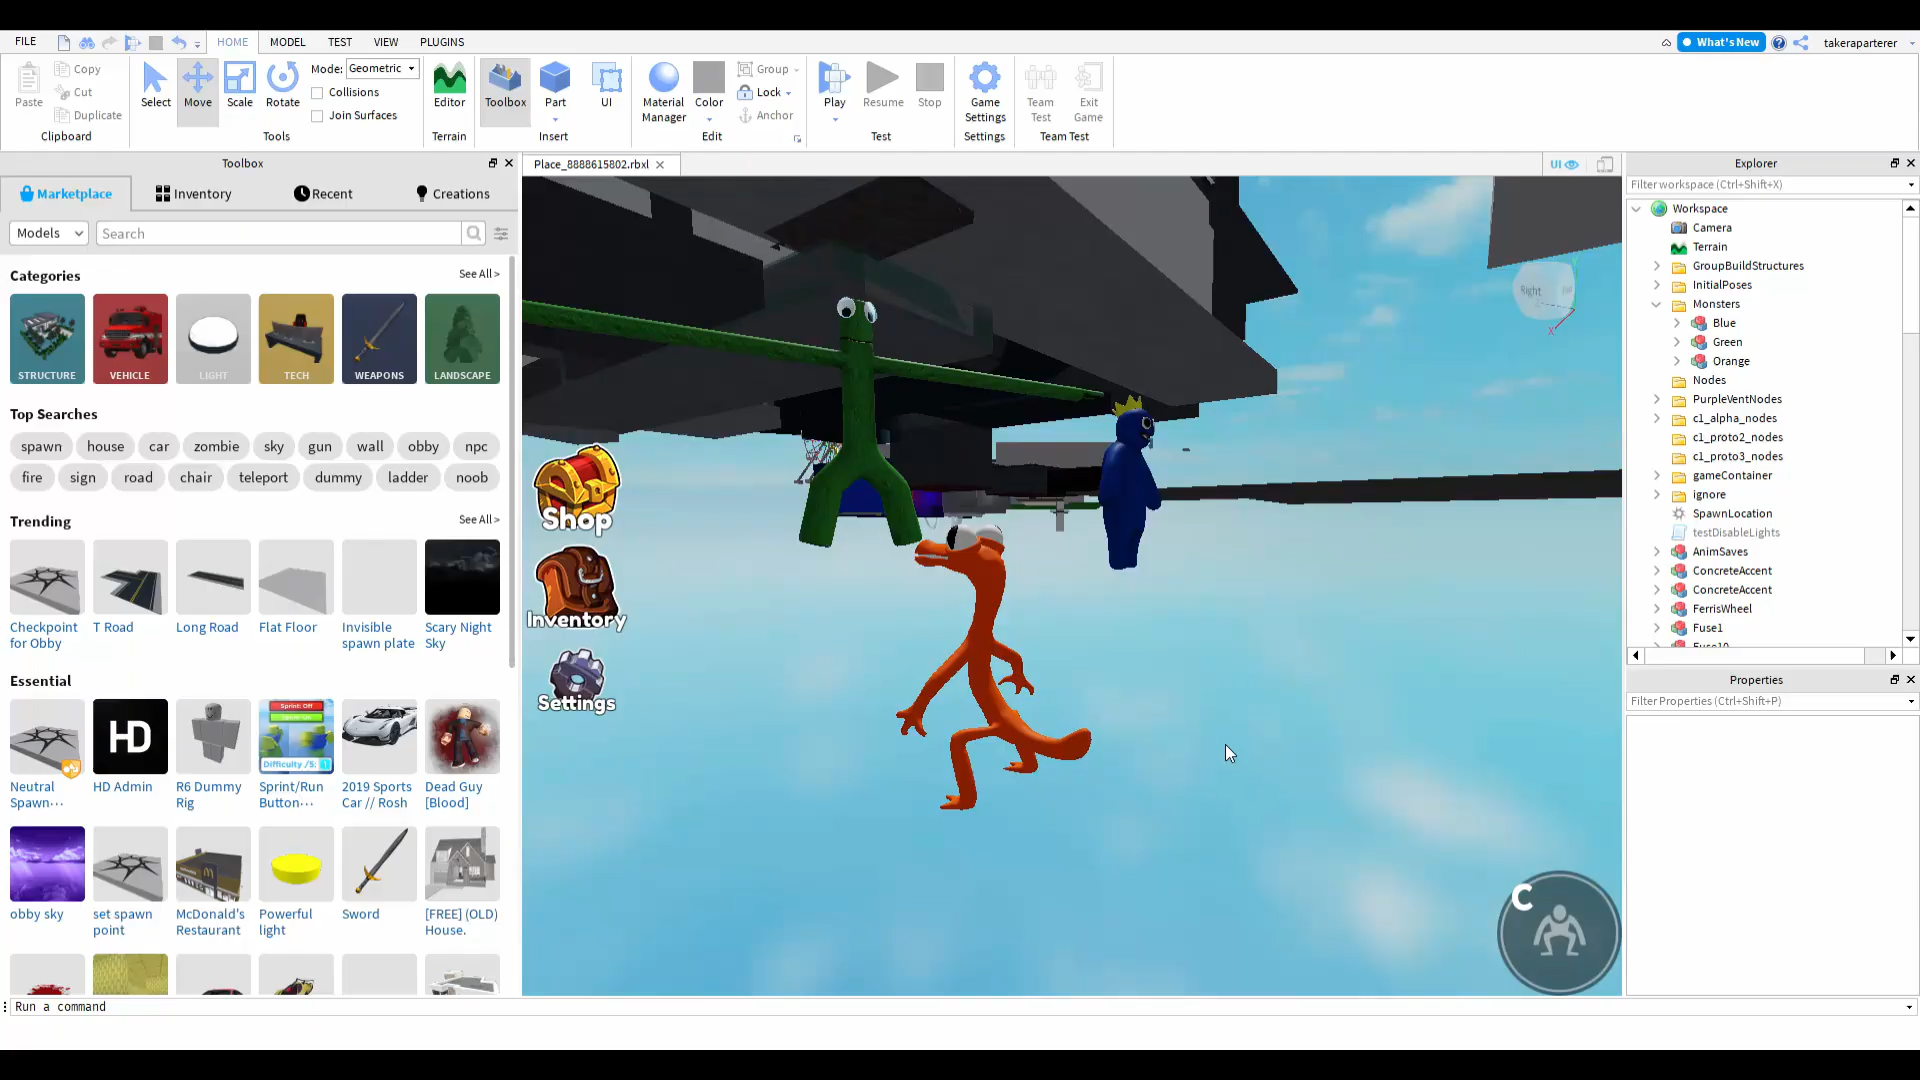 FILE HOME MODEL TEST VIEW PLUGINS What's New takeraparterer
Paste Copy Cut Duplicate Clipboard
Select Move Scale Rotate Mode: Geometric Collisions Join Surfaces Tools
Editor Terrain
Toolbox Part UI Insert
Material Manager Color Group Lock Anchor Edit
Play Resume Stop Test
Game Settings Settings
Team Test Exit Game Team Test
Toolbox
Marketplace Inventory Recent Creations
Models Search
Categories See All >
STRUCTURE VEHICLE LIGHT TECH WEAPONS LANDSCAPE
Top Searches
spawn house car zombie sky gun wall obby npc
fire sign road chair teleport dummy ladder noob
Trending See All >
Checkpoint for Obby
T Road
Long Road
Flat Floor
Invisible spawn plate
Scary Night Sky
Essential
HD
Sprint: Off
Difficulty /5: 1
Neutral Spawn...
HD Admin
R6 Dummy Rig
Sprint/Run Button...
2019 Sports Car // Rosh
Dead Guy [Blood]
obby sky
set spawn point
McDonald's Restaurant
Powerful light
Sword
[FREE] (OLD) House.
Run a command
Place_8888615802.rbxl
UI
Right
X
Shop
Inventory
Settings
C
Explorer
Filter workspace (Ctrl+Shift+X)
Workspace
Camera
Terrain
GroupBuildStructures
InitialPoses
Monsters
Blue
Green
Orange
Nodes
PurpleVentNodes
c1_alpha_nodes
c1_proto2_nodes
c1_proto3_nodes
gameContainer
ignore
SpawnLocation
testDisableLights
AnimSaves
ConcreteAccent
ConcreteAccent
FerrisWheel
Fuse1
Fuse10
Properties
Filter Properties (Ctrl+Shift+P)